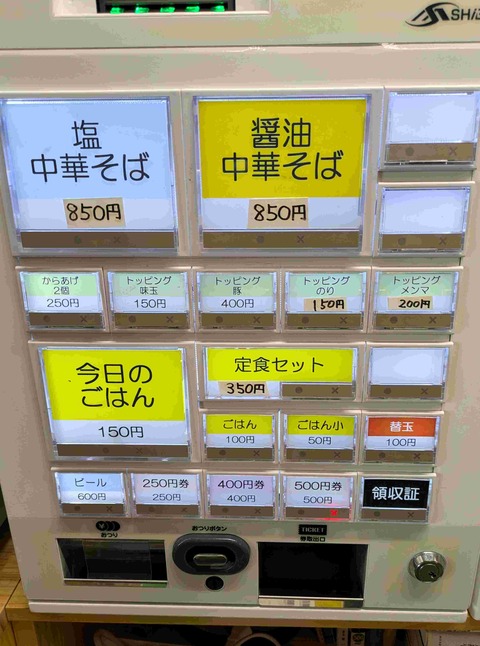 SHi
塩
中華そば
850円
醤油
中華そば
850円
からあげ
2個
250円
トッピング
味玉
150円
トッピング
豚
400円
トッピング
のり
150円
トッピング
メンマ
200円
今日の
ごはん
150円
定食セット
350円
ごはん
100円
ごはん小
50円
替玉
100円
ビール
600円
250円券
250円
400円券
400円
500円券
500円
領収証
おつり
おつりボタン
TICKET
券取出口